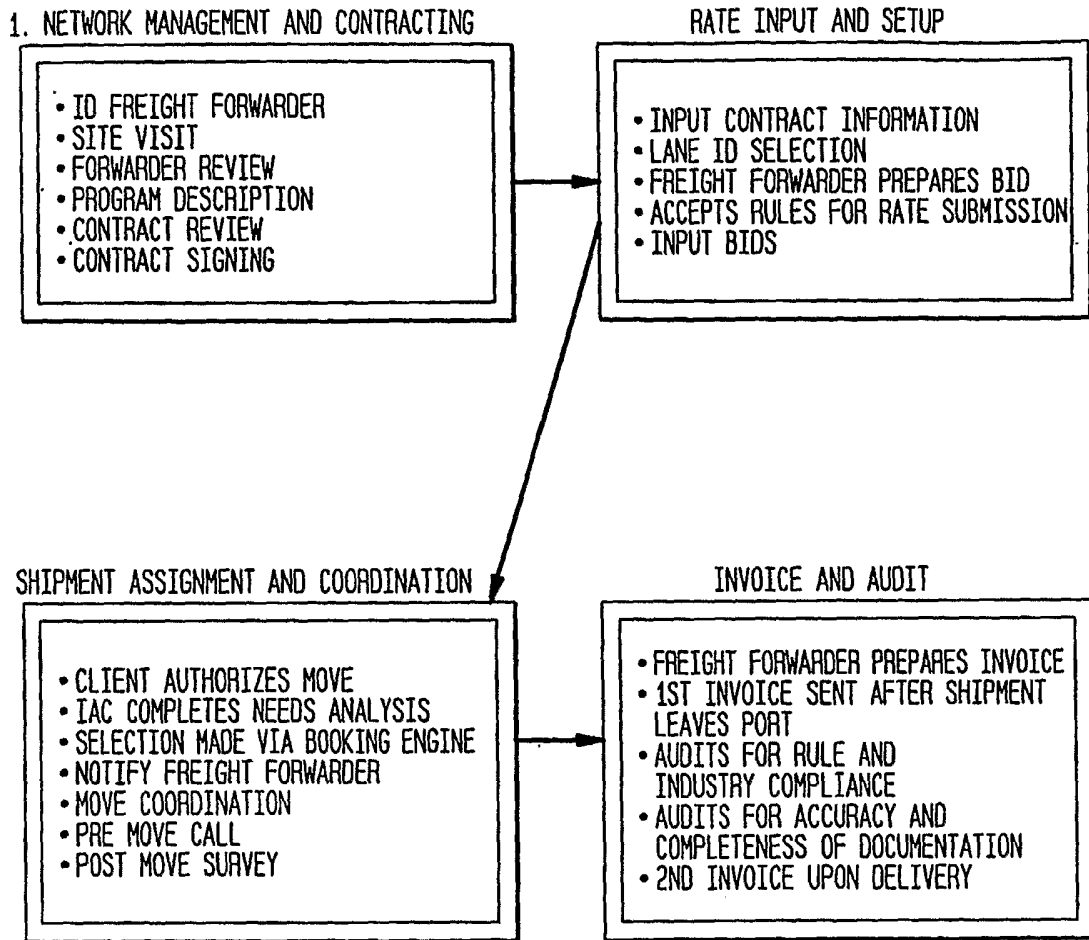 1. NETWORK MANAGEMENT AND CONTRACTING
• ID FREIGHT FORWARDER
• SITE VISIT
• FORWARDER REVIEW
• PROGRAM DESCRIPTION
• CONTRACT REVIEW
• CONTRACT SIGNING
RATE INPUT AND SETUP
• INPUT CONTRACT INFORMATION
• LANE ID SELECTION
• FREIGHT FORWARDER PREPARES BID
• ACCEPTS RULES FOR RATE SUBMISSION
• INPUT BIDS
SHIPMENT ASSIGNMENT AND COORDINATION
• CLIENT AUTHORIZES MOVE
• IAC COMPLETES NEEDS ANALYSIS
• SELECTION MADE VIA BOOKING ENGINE
• NOTIFY FREIGHT FORWARDER
• MOVE COORDINATION
• PRE MOVE CALL
• POST MOVE SURVEY
INVOICE AND AUDIT
• FREIGHT FORWARDER PREPARES INVOICE
• 1ST INVOICE SENT AFTER SHIPMENT
LEAVES PORT
• AUDITS FOR RULE AND
INDUSTRY COMPLIANCE
• AUDITS FOR ACCURACY AND
COMPLETENESS OF DOCUMENTATION
• 2ND INVOICE UPON DELIVERY